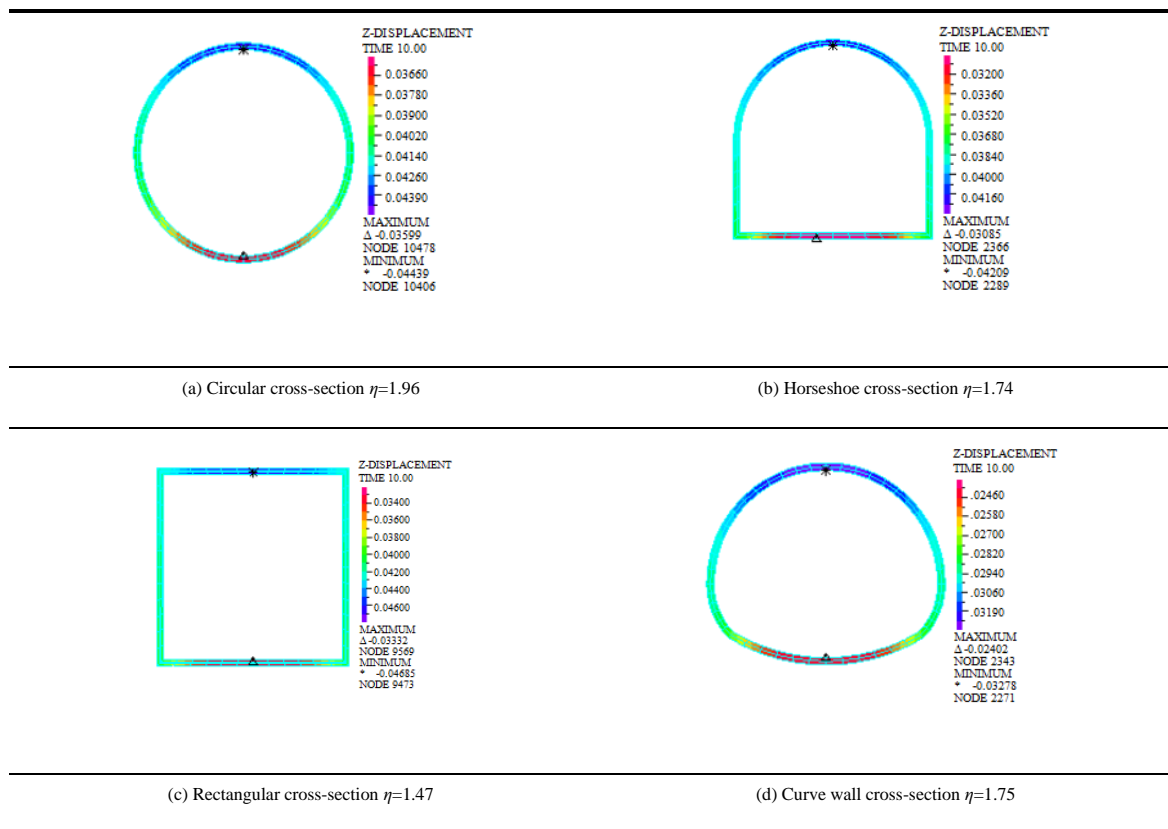 Z-DISPLACEMENT
TIME 10.00
0.03660
0.03780
0.03900
0.04020
0.04140
0.04260
0.04390
MAXIMUM
Δ -0.03599
NODE 10478
MINIMUM
* -0.04439
NODE 10406
Z-DISPLACEMENT
TIME 10.00
0.03200
0.03360
0.03520
0.03680
0.03840
0.04000
0.04160
MAXIMUM
Δ -0.03085
NODE 2366
MINIMUM
* -0.04209
NODE 2289
(a) Circular cross-section η=1.96
(b) Horseshoe cross-section η=1.74
Z-DISPLACEMENT
TIME 10.00
-0.03400
-0.03600
-0.03800
-0.04000
-0.04200
-0.04400
-0.04600
MAXIMUM
Δ -0.03332
NODE 9569
MINIMUM
* -0.04685
NODE 9473
Z-DISPLACEMENT
TIME 10.00
.02460
.02580
.02700
.02820
.02940
.03060
.03190
MAXIMUM
Δ -0.02402
NODE 2343
MINIMUM
* -0.03278
NODE 2271
(c) Rectangular cross-section η=1.47
(d) Curve wall cross-section η=1.75